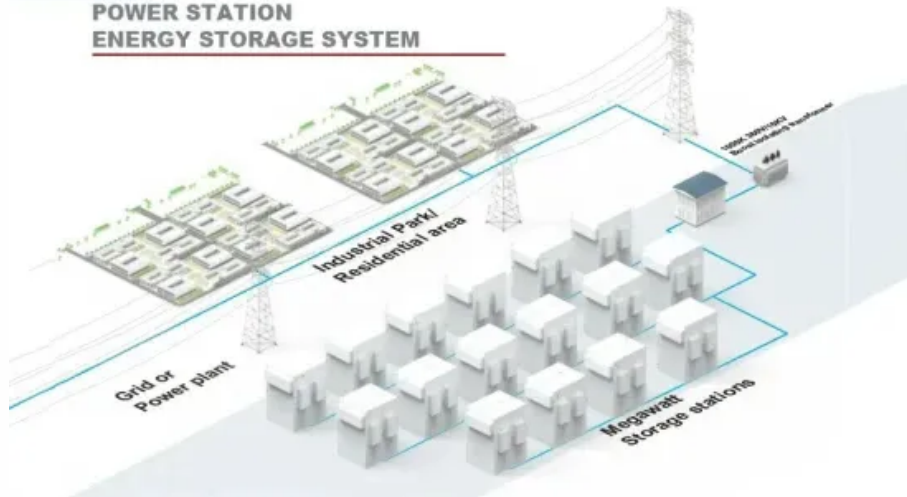 POWER STATION
ENERGY STORAGE SYSTEM
Industrial Park/
Residential area
Grid or
Power plant
Megawatt
Storage stations